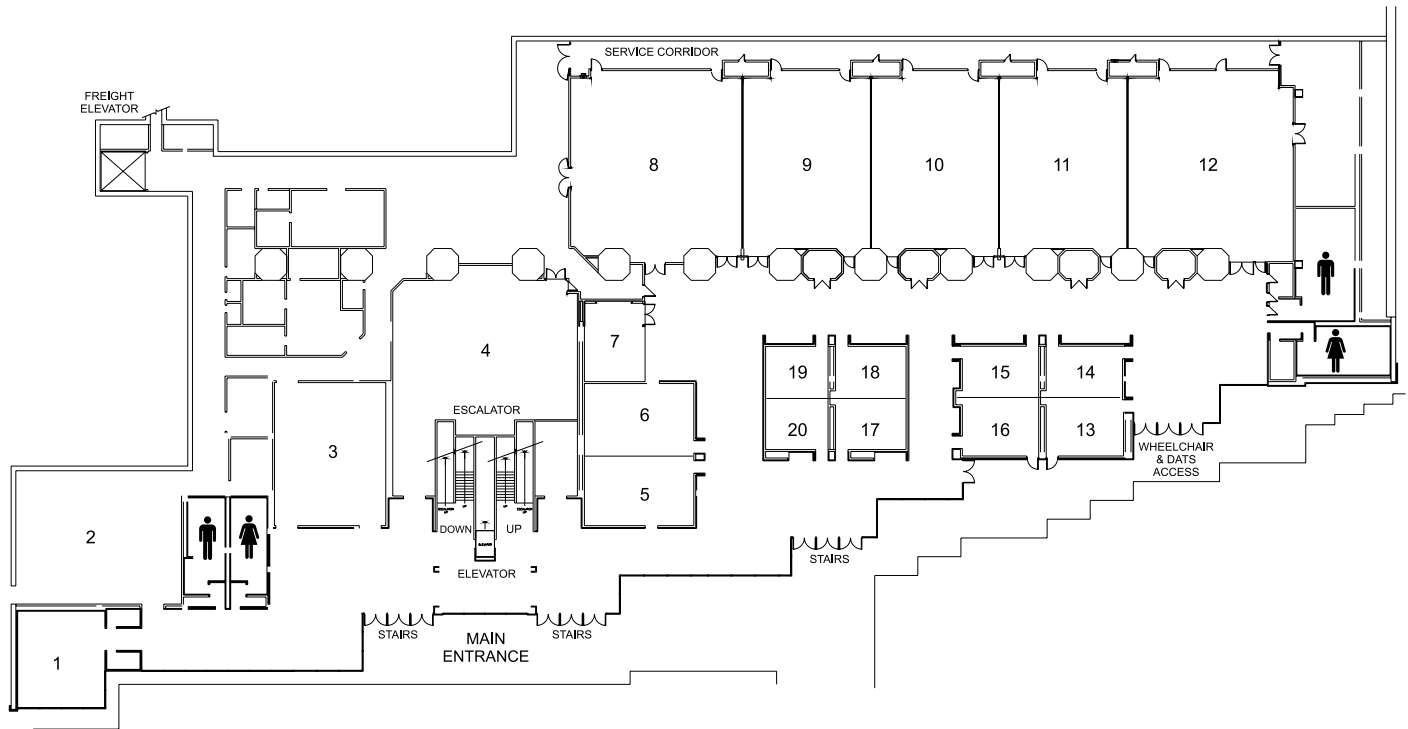 SERVICE CORRIDOR
FREIGHT
ELEVATOR
8
9
10
11
12
4
7
19
18
15
14
ESCALATOR
6
20
17
16
13
3
WHEELCHAIR
& DATS
ACCESS
5
2
DOWN
UP
ELEVATOR
STAIRS
ELEVATOR
STAIRS
STAIRS
MAIN
ENTRANCE
1